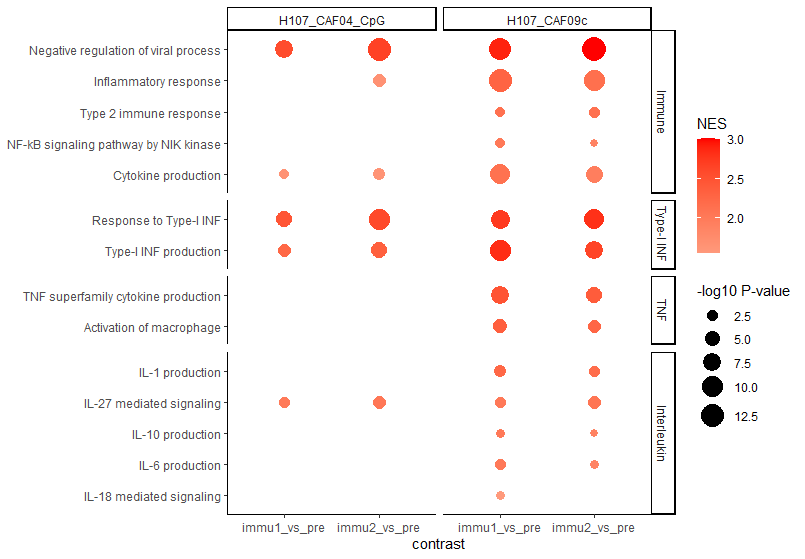 H107_CAF04_CpG
H107_CAF09c
Negative regulation of viral process
Inflammatory response
Type 2 immune response
NF-kB signaling pathway by NIK kinase
Cytokine production
Immune
Response to Type-I INF
Type-I INF production
Type-I INF
TNF superfamily cytokine production
Activation of macrophage
TNF
IL-1 production
IL-27 mediated signaling
IL-10 production
IL-6 production
IL-18 mediated signaling
Interleukin
immu1_vs_pre
immu2_vs_pre
immu1_vs_pre
immu2_vs_pre
contrast
NES
3.0
2.5
2.0
-log10 P-value
2.5
5.0
7.5
10.0
12.5